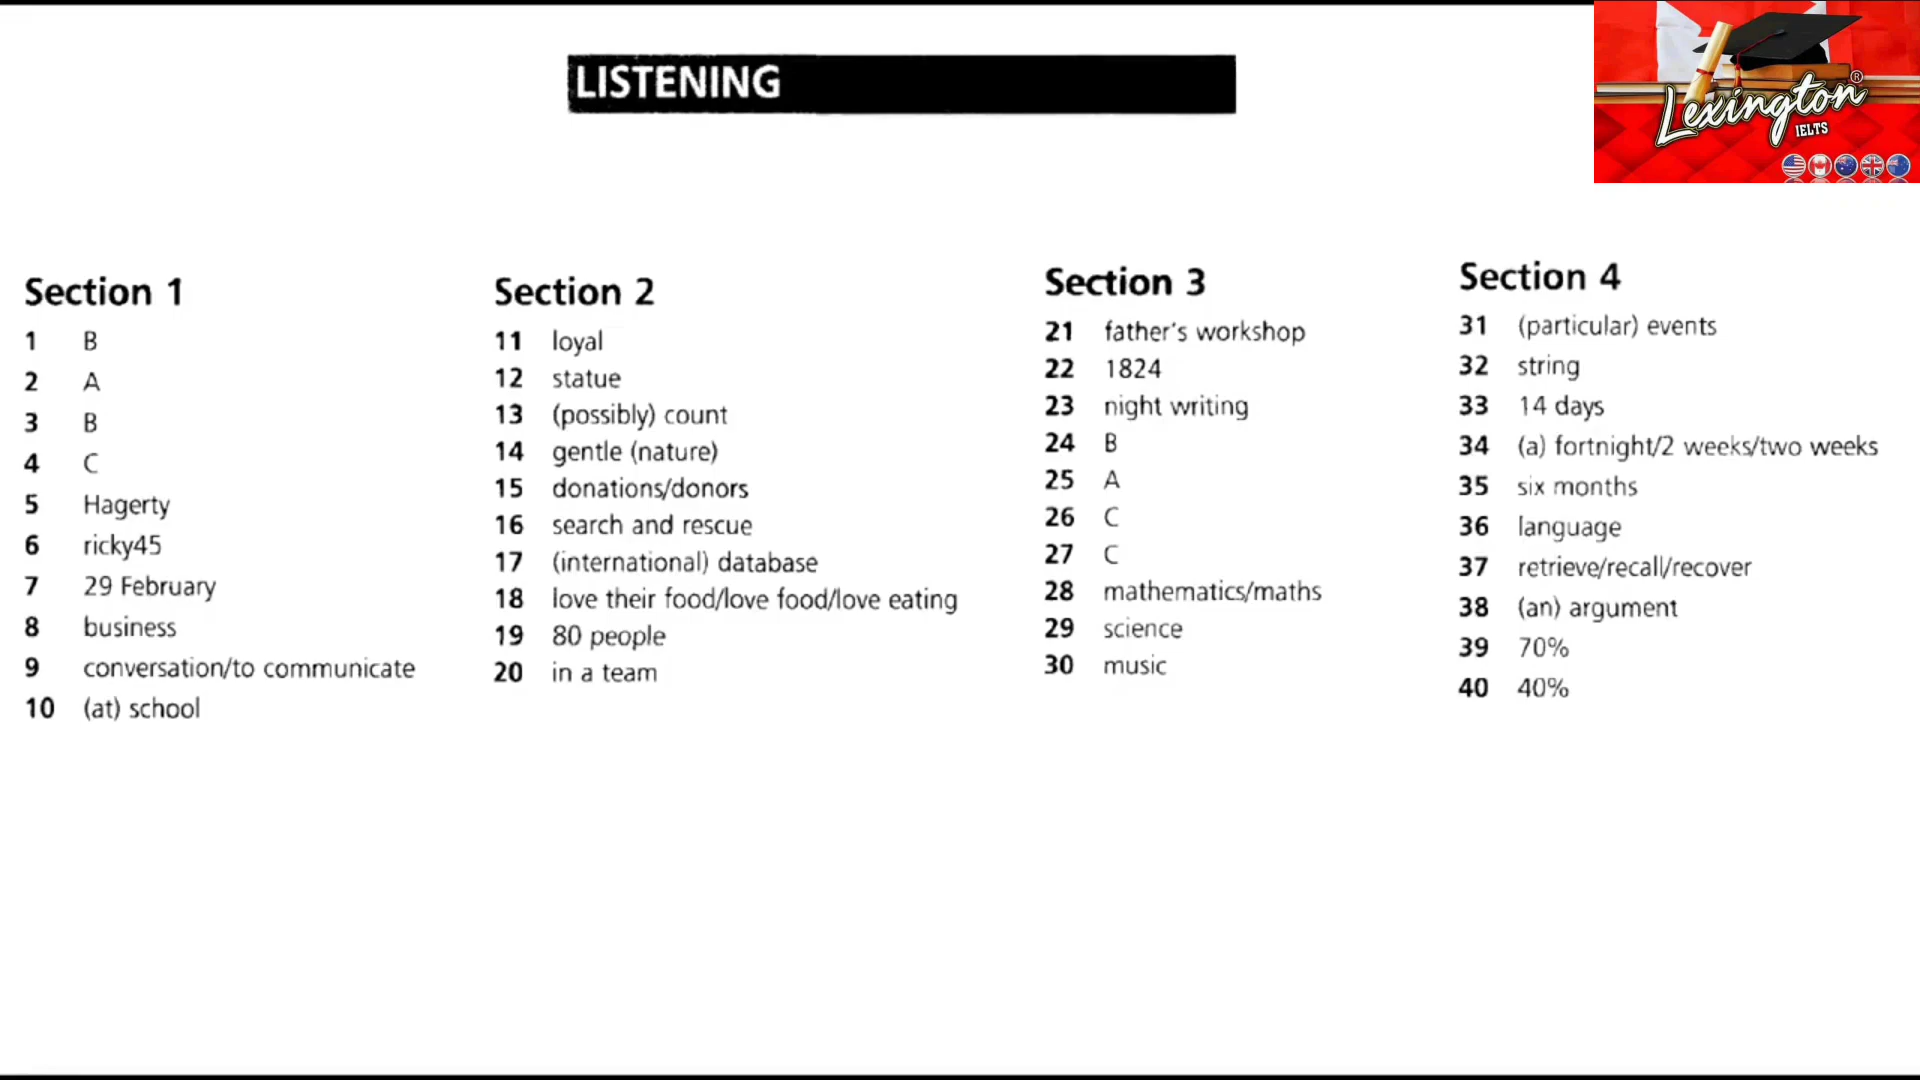 LISTENING
Lexington®
IELTS
Section 1
1 B
2 A
3 B
4 C
5 Hagerty
6 ricky45
7 29 February
8 business
9 conversation/to communicate
10 (at) school
Section 2
11 loyal
12 statue
13 (possibly) count
14 gentle (nature)
15 donations/donors
16 search and rescue
17 (international) database
18 love their food/love food/love eating
19 80 people
20 in a team
Section 3
21 father's workshop
22 1824
23 night writing
24 B
25 A
26 C
27 C
28 mathematics/maths
29 science
30 music
Section 4
31 (particular) events
32 string
33 14 days
34 (a) fortnight/2 weeks/two weeks
35 six months
36 language
37 retrieve/recall/recover
38 (an) argument
39 70%
40 40%